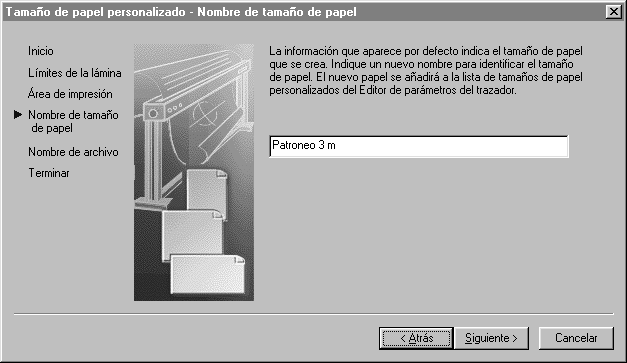 Tamaño de papel personalizado - Nombre de tamaño de papel
Inicio
Límites de la lámina
Área de impresión
Nombre de tamaño
de papel
Nombre de archivo
Terminar
La información que aparece por defecto indica el tamaño de papel
que se crea. Indique un nuevo nombre para identificar el tamaño
de papel. El nuevo papel se añadirá a la lista de tamaños de papel
personalizados del Editor de parámetros del trazador.
Patroneo 3 m
< Atrás
Siguiente >
Cancelar